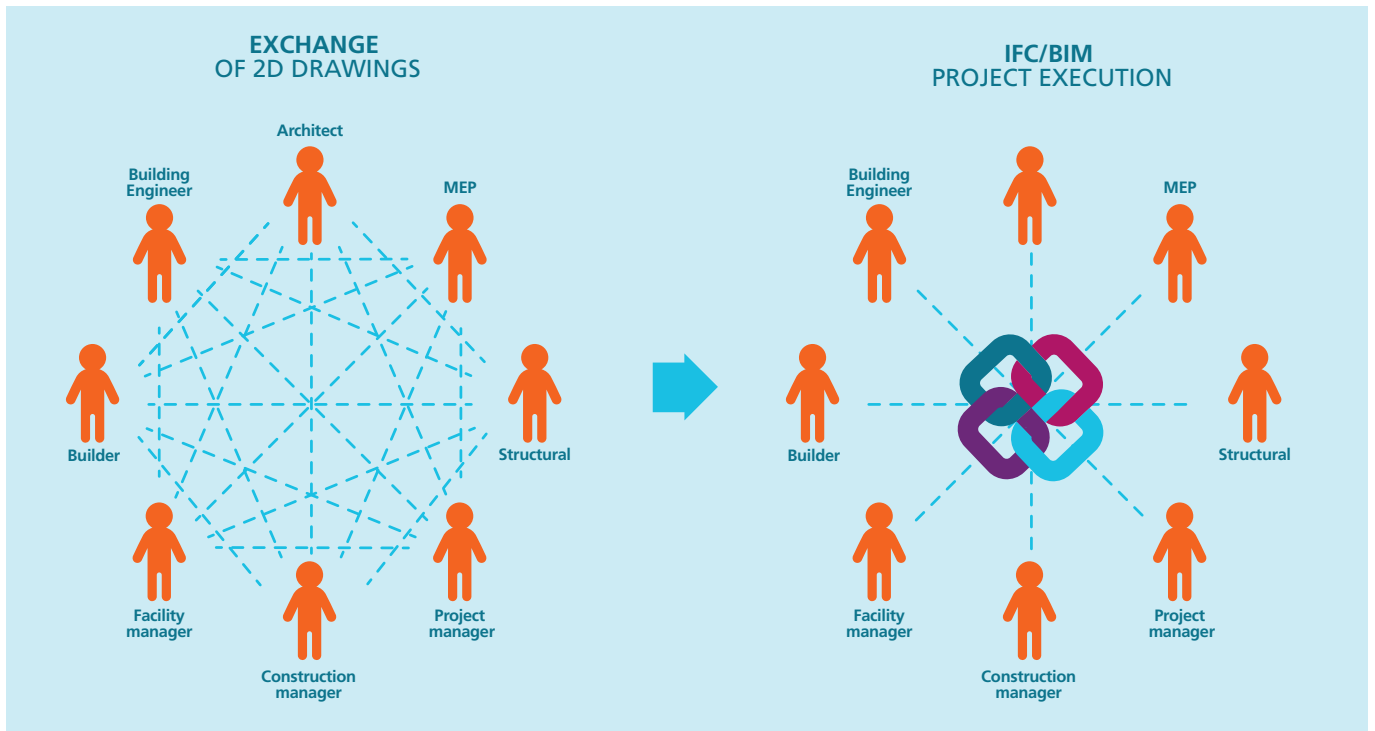 EXCHANGE
OF 2D DRAWINGS
Architect
Building
Engineer
MEP
Builder
Structural
Facility
manager
Project
manager
Construction
manager
IFC/BIM
PROJECT EXECUTION
Building
Engineer
MEP
Builder
Structural
Facility
manager
Project
manager
Construction
manager